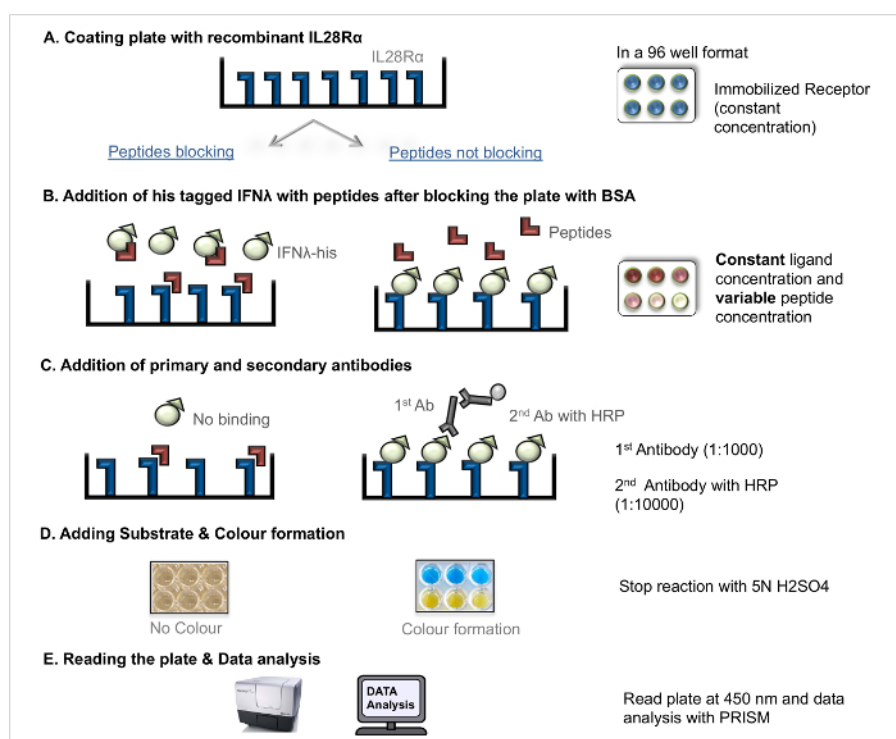 A. Coating plate with recombinant IL28Rα
IL28Rα
In a 96 well format
Immobilized Receptor
(constant
concentration)
Peptides blocking
Peptides not blocking
B. Addition of his tagged IFNλ with peptides after blocking the plate with BSA
Peptides
IFNλ-his
Constant ligand
concentration and
variable peptide
concentration
C. Addition of primary and secondary antibodies
No binding
1st Ab
2nd Ab with HRP
1st Antibody (1:1000)
2nd Antibody with HRP
(1:10000)
D. Adding Substrate & Colour formation
No Colour
Colour formation
Stop reaction with 5N H2SO4
E. Reading the plate & Data analysis
DATA
Analysis
Read plate at 450 nm and data
analysis with PRISM